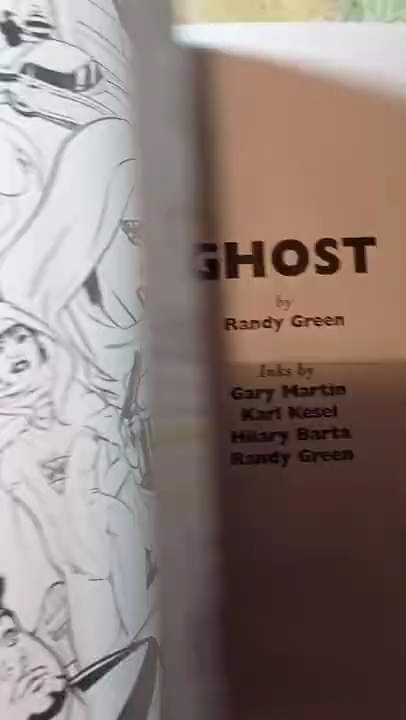 GHOST
by
Randy Green
Inks by
Gary Martin
Karl Kesel
Hilary Barta
Randy Green